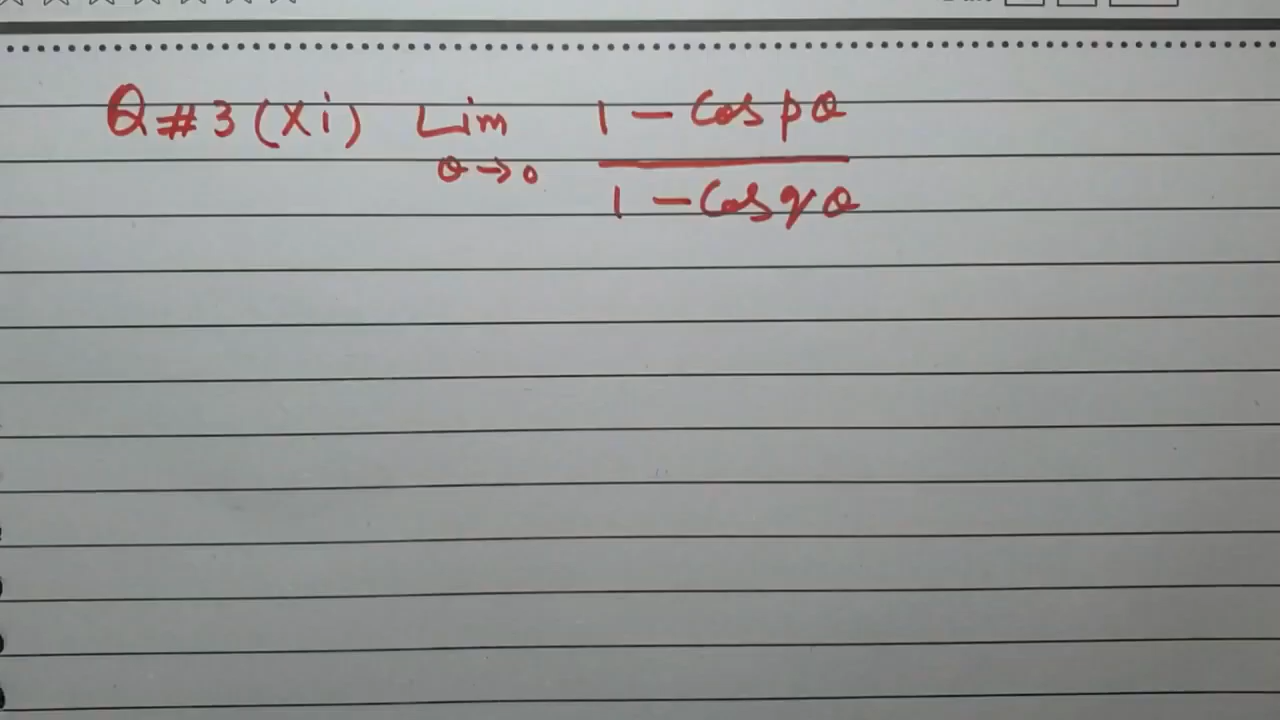 Q#3 (Xi) Lim θ→0 1 - Cos pθ / 1 - Cos qθ